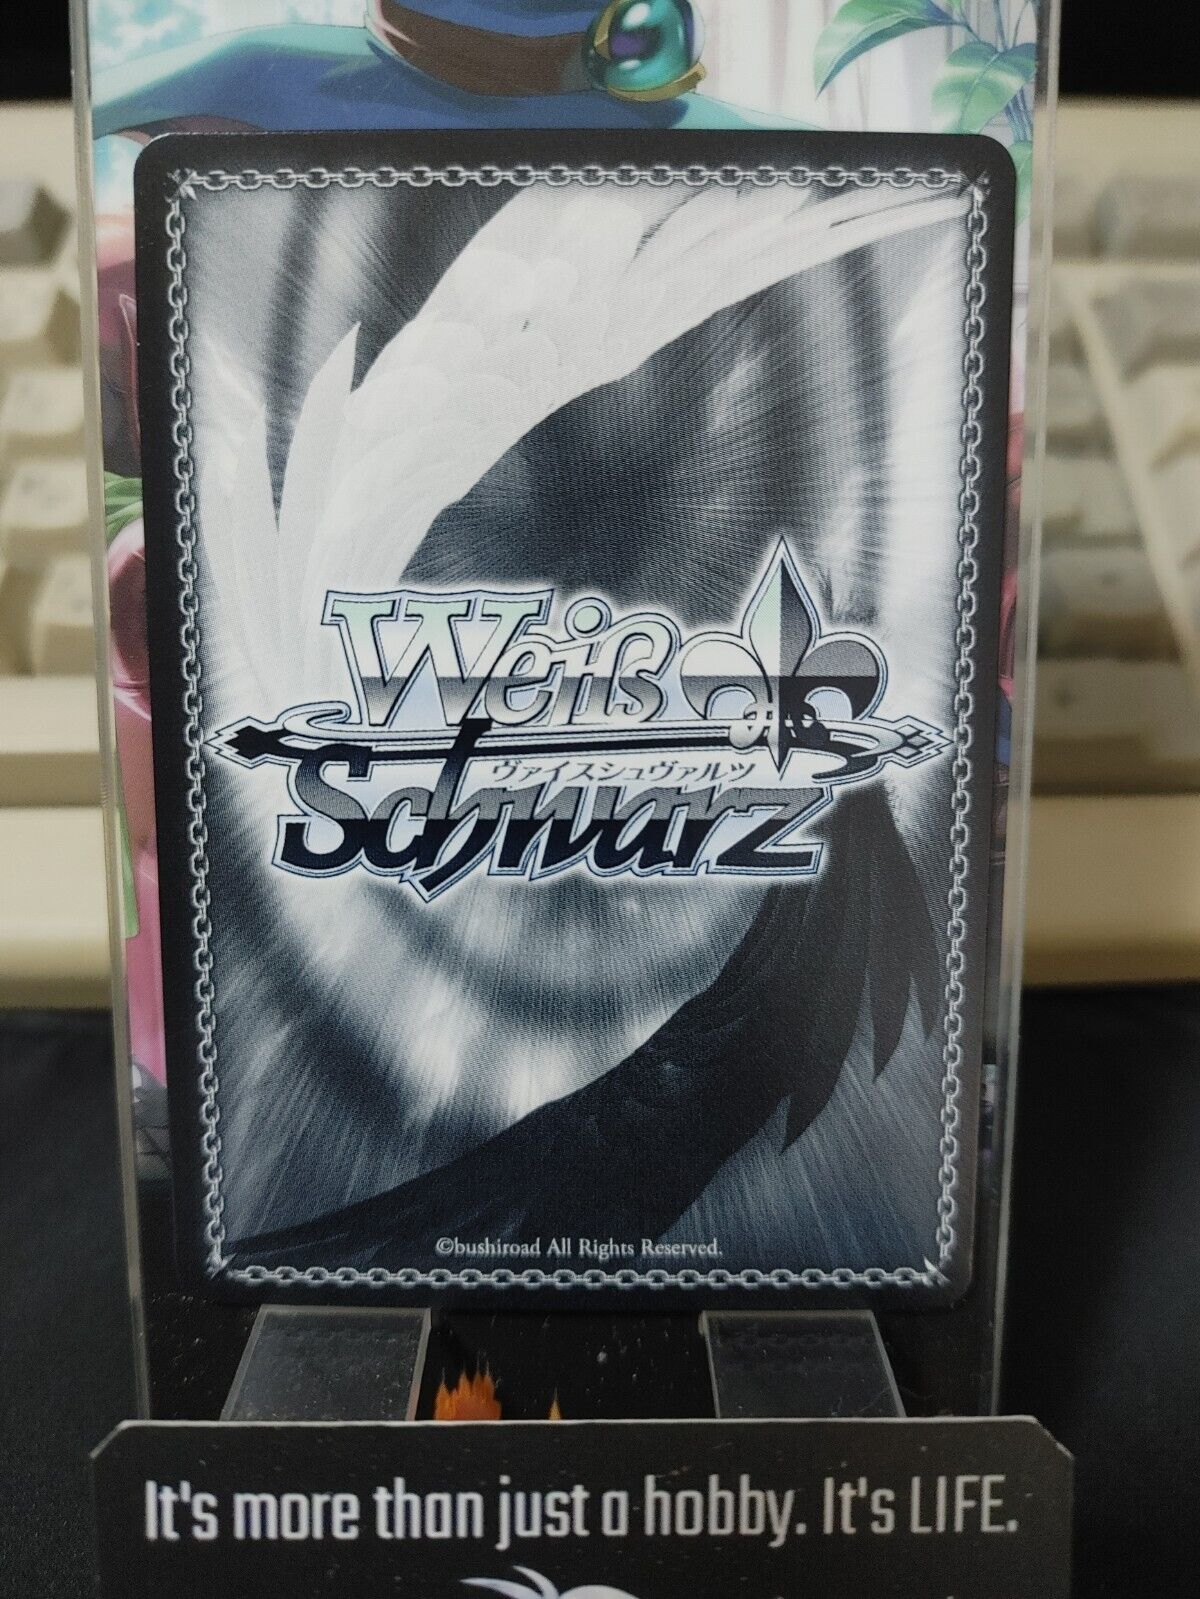 Weiß
ヴァイスシュヴァルツ
Schwarz
©bushiroad All Rights Reserved.
It's more than just a hobby. It's LIFE.